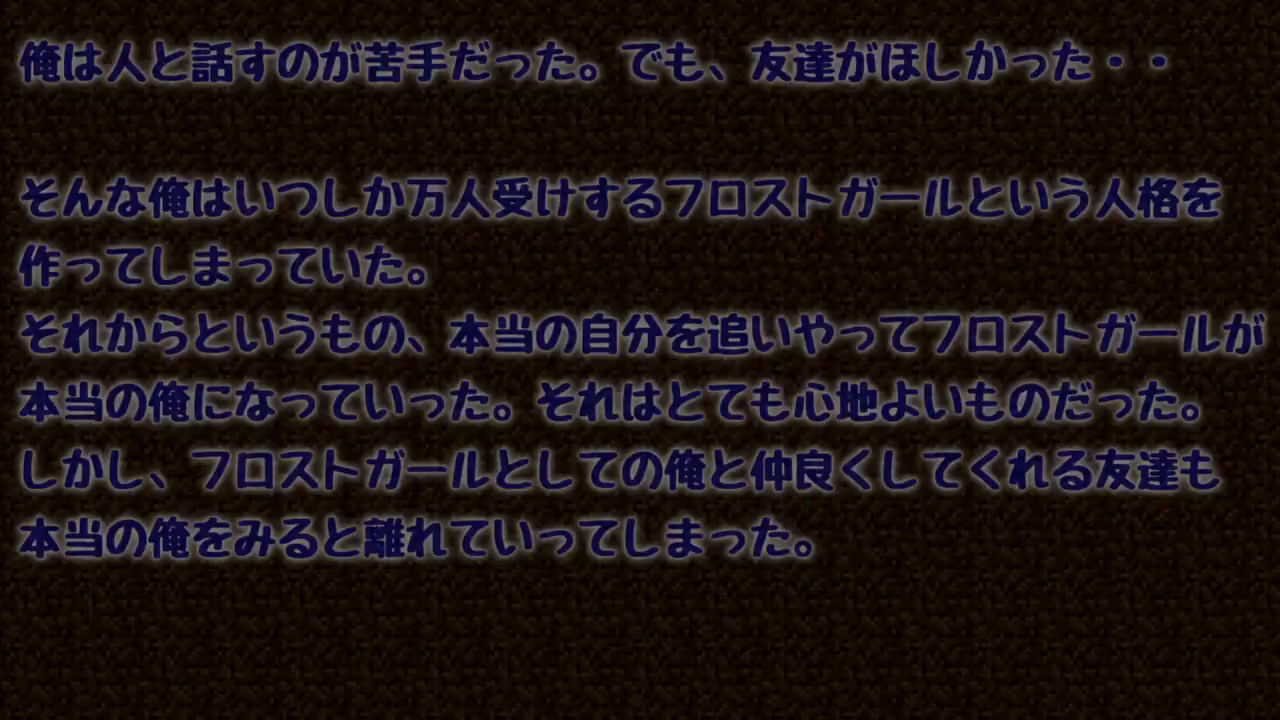 俺は人と話すのが苦手だった。でも、友達がほしかった・・
そんな俺はいつしか万人受けするフロストガールという人格を
作ってしまっていた。
それからというもの、本当の自分を追いやってフロストガールが
本当の俺になっていった。それはとても心地よいものだった。
しかし、フロストガールとしての俺と仲良くしてくれる友達も
本当の俺をみると離れていってしまった。